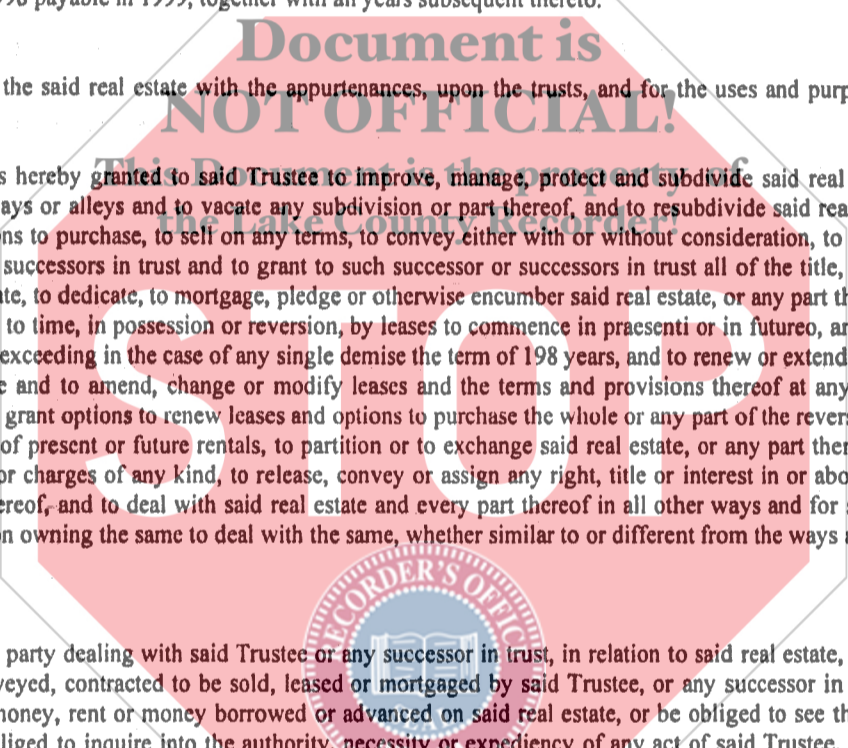 98 payable in 1999, together with all years subsequent thereto.
Document is
the said real estate with the appurtenances, upon the trusts, and for the uses and purp
NOT OFFICIAL!
This Document is the property of
s hereby granted to said Trustee to improve, manage, protect and subdivide said real
ays or alleys and to vacate any subdivision or part thereof, and to resubdivide said rea
the Lake County Recorder!
ns to purchase, to sell on any terms, to convey either with or without consideration, to
successors in trust and to grant to such successor or successors in trust all of the title,
te, to dedicate, to mortgage, pledge or otherwise encumber said real estate, or any part th
to time, in possession or reversion, by leases to commence in praesenti or in futureo, an
exceeding in the case of any single demise the term of 198 years, and to renew or extend
e and to amend, change or modify leases and the terms and provisions thereof at any
grant options to renew leases and options to purchase the whole or any part of the rever
of present or future rentals, to partition or to exchange said real estate, or any part ther
or charges of any kind, to release, convey or assign any right, title or interest in or abo
ereof, and to deal with said real estate and every part thereof in all other ways and for
n owning the same to deal with the same, whether similar to or different from the ways
STOP
RECORDER'S OFFIC
party dealing with said Trustee or any successor in trust, in relation to said real estate,
veyed, contracted to be sold, leased or mortgaged by said Trustee, or any successor in
money, rent or money borrowed or advanced on said real estate, or be obliged to see th
liged to inquire into the authority, necessity or expediency of any act of said Trustee,